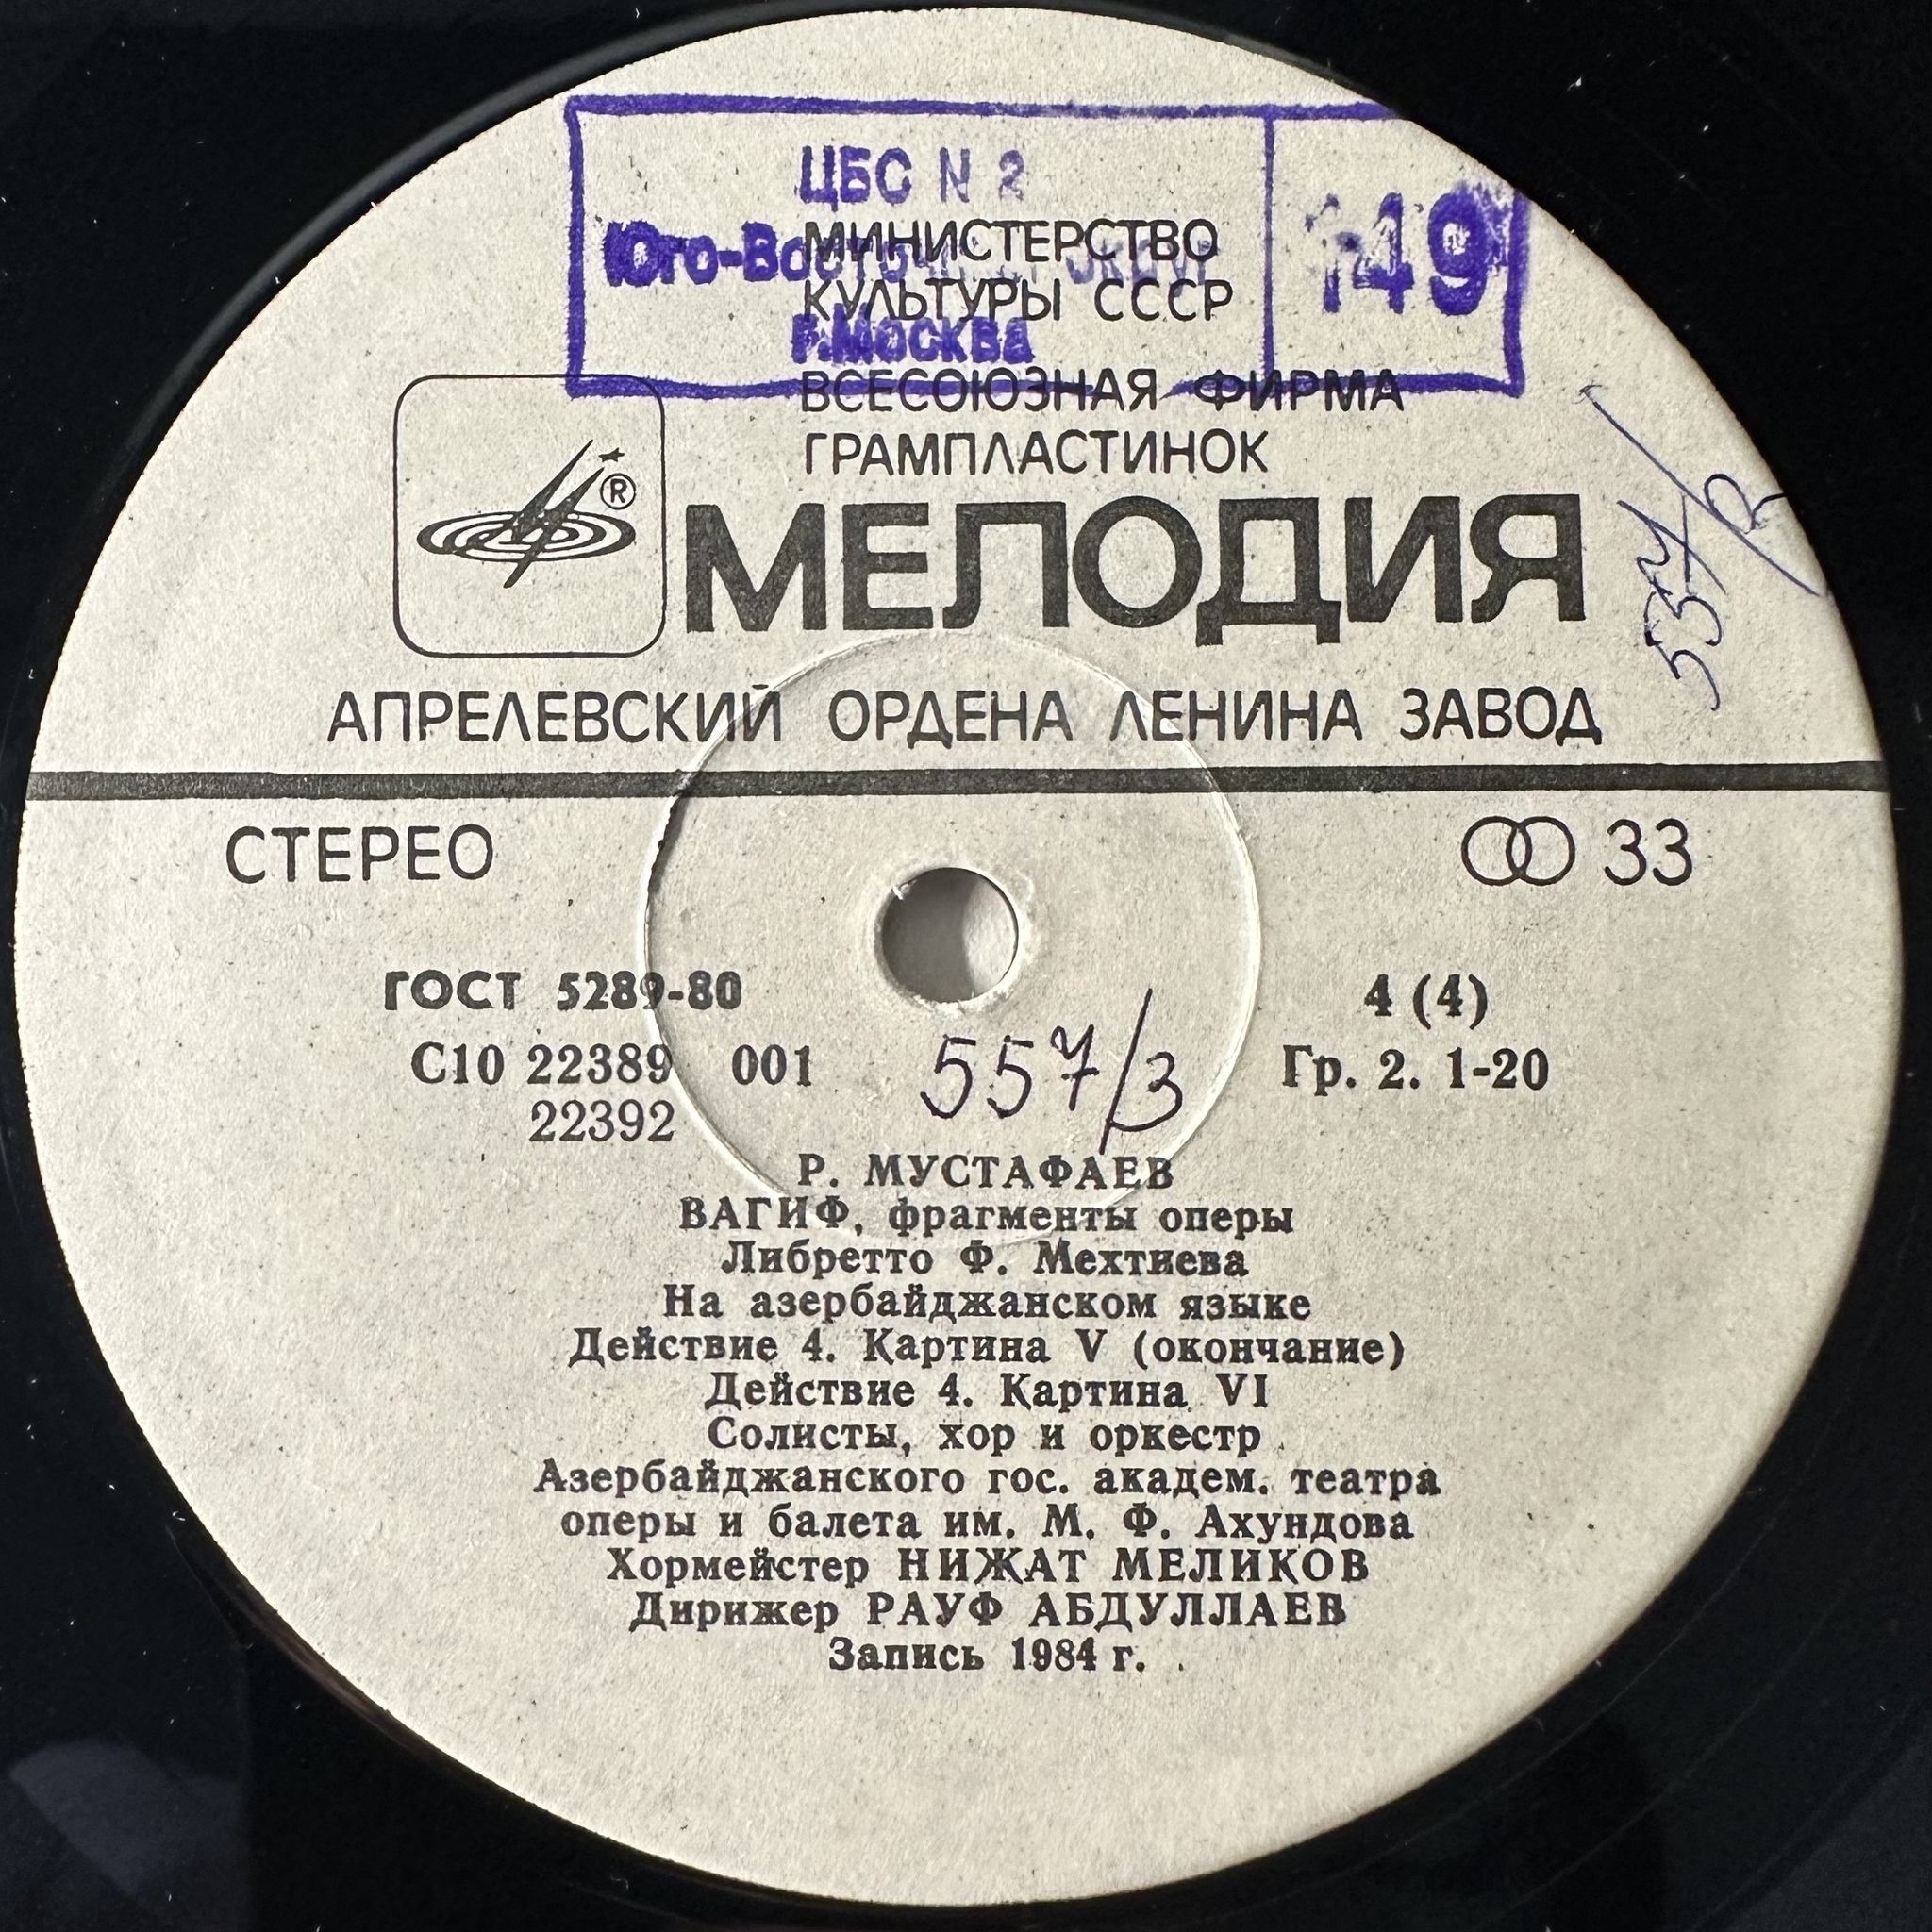 ЦБС N 2
МИНИСТЕРСТВО
КУЛЬТУРЫ СССР
г.Москва
149
ВСЕСОЮЗНАЯ ФИРМА
ГРАМПЛАСТИНОК
®
МЕЛОДИЯ
АПРЕЛЕВСКИЙ ОРДЕНА ЛЕНИНА ЗАВОД
СТЕРЕО
33
ГОСТ 5289-80
4 (4)
С10 22389 001
557/3
Гр. 2. 1-20
22392
Р. МУСТАФАЕВ
ВАГИФ, фрагменты оперы
Либретто Ф. Мехтиева
На азербайджанском языке
Действие 4. Картина V (окончание)
Действие 4. Картина VI
Солисты, хор и оркестр
Азербайджанского гос. академ. театра
оперы и балета им. М. Ф. Ахундова
Хормейстер НИЖАТ МЕЛИКОВ
Дирижер РАУФ АБДУЛЛАЕВ
Запись 1984 г.